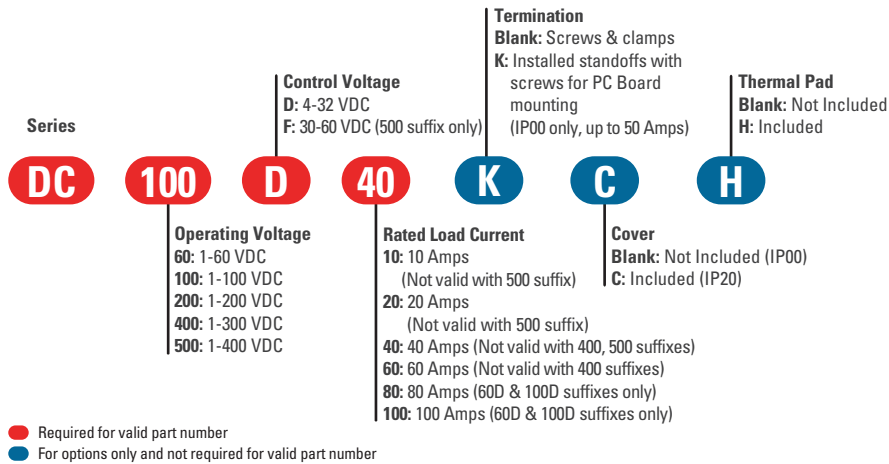 Termination
Blank: Screws & clamps
K: Installed standoffs with
screws for PC Board
mounting
(IP00 only, up to 50 Amps)
Control Voltage
D: 4-32 VDC
F: 30-60 VDC (500 suffix only)
Thermal Pad
Blank: Not Included
H: Included
Series
DC 100 D 40 K C H
Operating Voltage
60: 1-60 VDC
100: 1-100 VDC
200: 1-200 VDC
400: 1-300 VDC
500: 1-400 VDC
Rated Load Current
10: 10 Amps
(Not valid with 500 suffix)
20: 20 Amps
(Not valid with 500 suffix)
40: 40 Amps (Not valid with 400, 500 suffixes)
60: 60 Amps (Not valid with 400 suffixes)
80: 80 Amps (60D & 100D suffixes only)
100: 100 Amps (60D & 100D suffixes only)
Cover
Blank: Not Included (IP00)
C: Included (IP20)
Required for valid part number
For options only and not required for valid part number